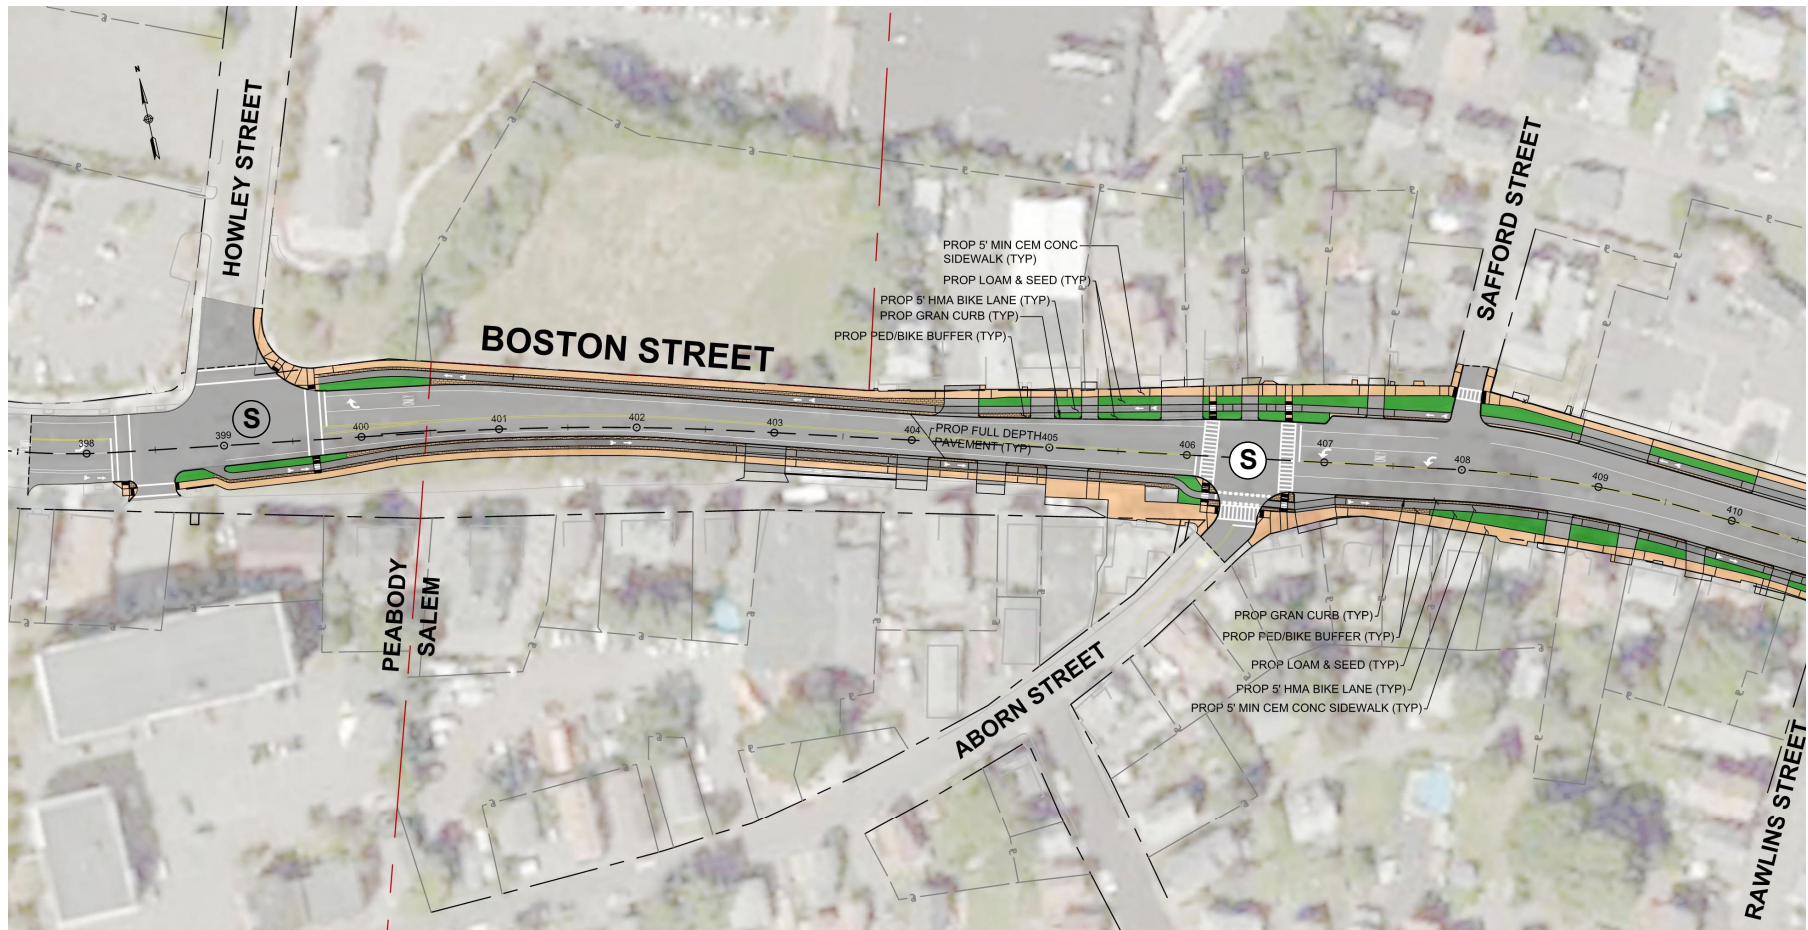 N
HOWLEY STREET
SAFFORD STREET
BOSTON STREET
PROP 5' MIN CEM CONC
SIDEWALK (TYP)
PROP LOAM & SEED (TYP)
PROP 5' HMA BIKE LANE (TYP)
PROP GRAN CURB (TYP)
PROP PED/BIKE BUFFER (TYP)
S
398
399
400
401
402
403
404
405
406
407
408
409
410
PROP FULL DEPTH
PAVEMENT (TYP)
S
PEABODY
SALEM
ABORN STREET
PROP GRAN CURB (TYP)
PROP PED/BIKE BUFFER (TYP)
PROP LOAM & SEED (TYP)
PROP 5' HMA BIKE LANE (TYP)
PROP 5' MIN CEM CONC SIDEWALK (TYP)
RAWLINS STREET